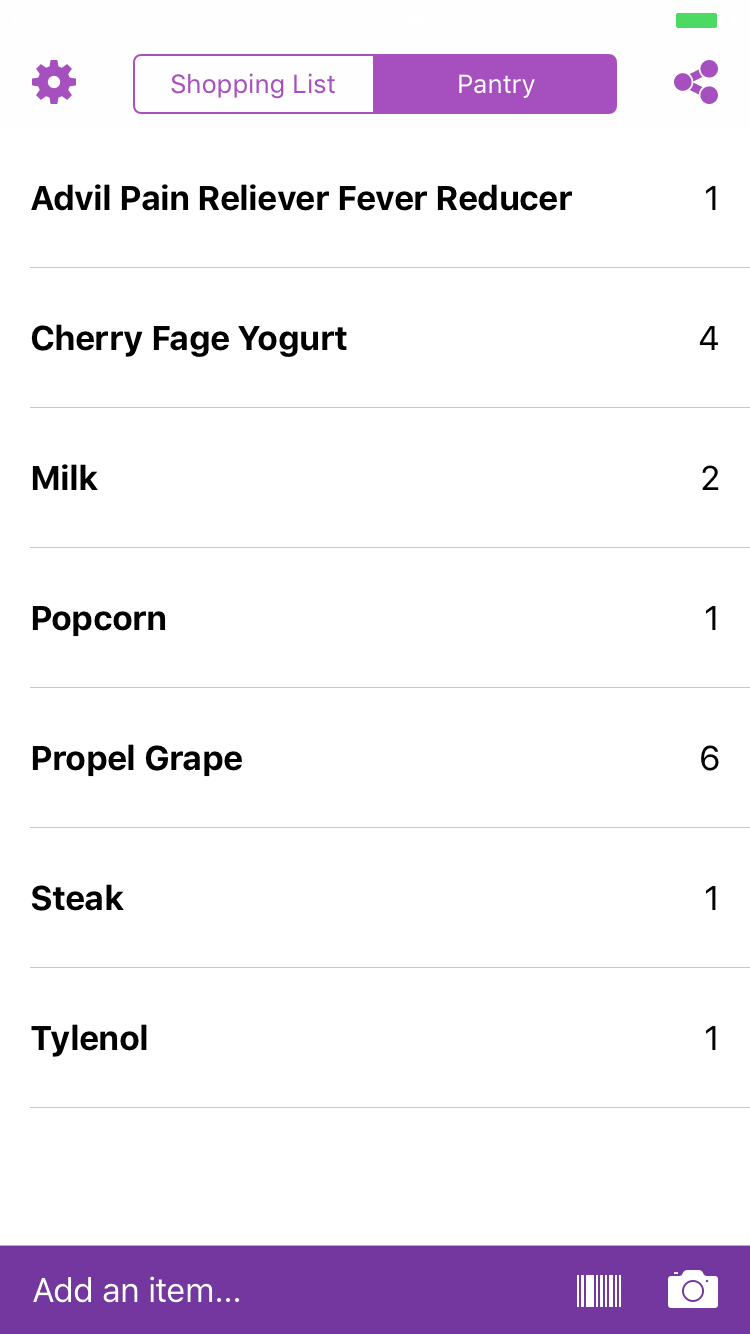 Shopping List
Pantry
Advil Pain Reliever Fever Reducer 1
Cherry Fage Yogurt 4
Milk 2
Popcorn 1
Propel Grape 6
Steak 1
Tylenol 1
Add an item...